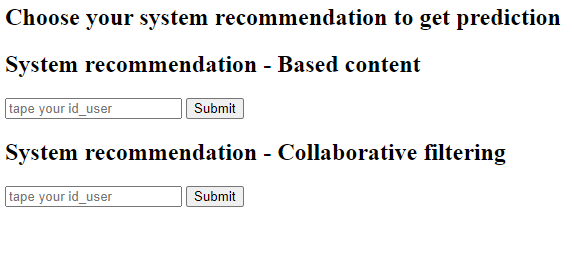 Choose your system recommendation to get prediction
System recommendation - Based content
tape your id_user Submit
System recommendation - Collaborative filtering
tape your id_user Submit